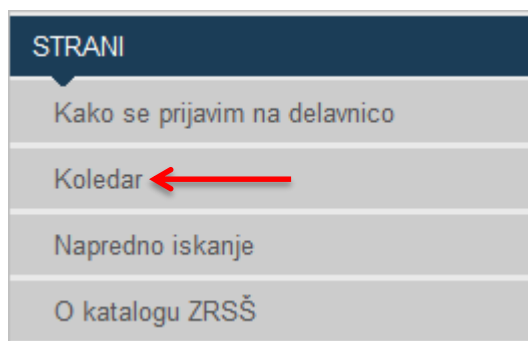 STRANI
Kako se prijavim na delavnico
Koledar
Napredno iskanje
O katalogu ZRSŠ